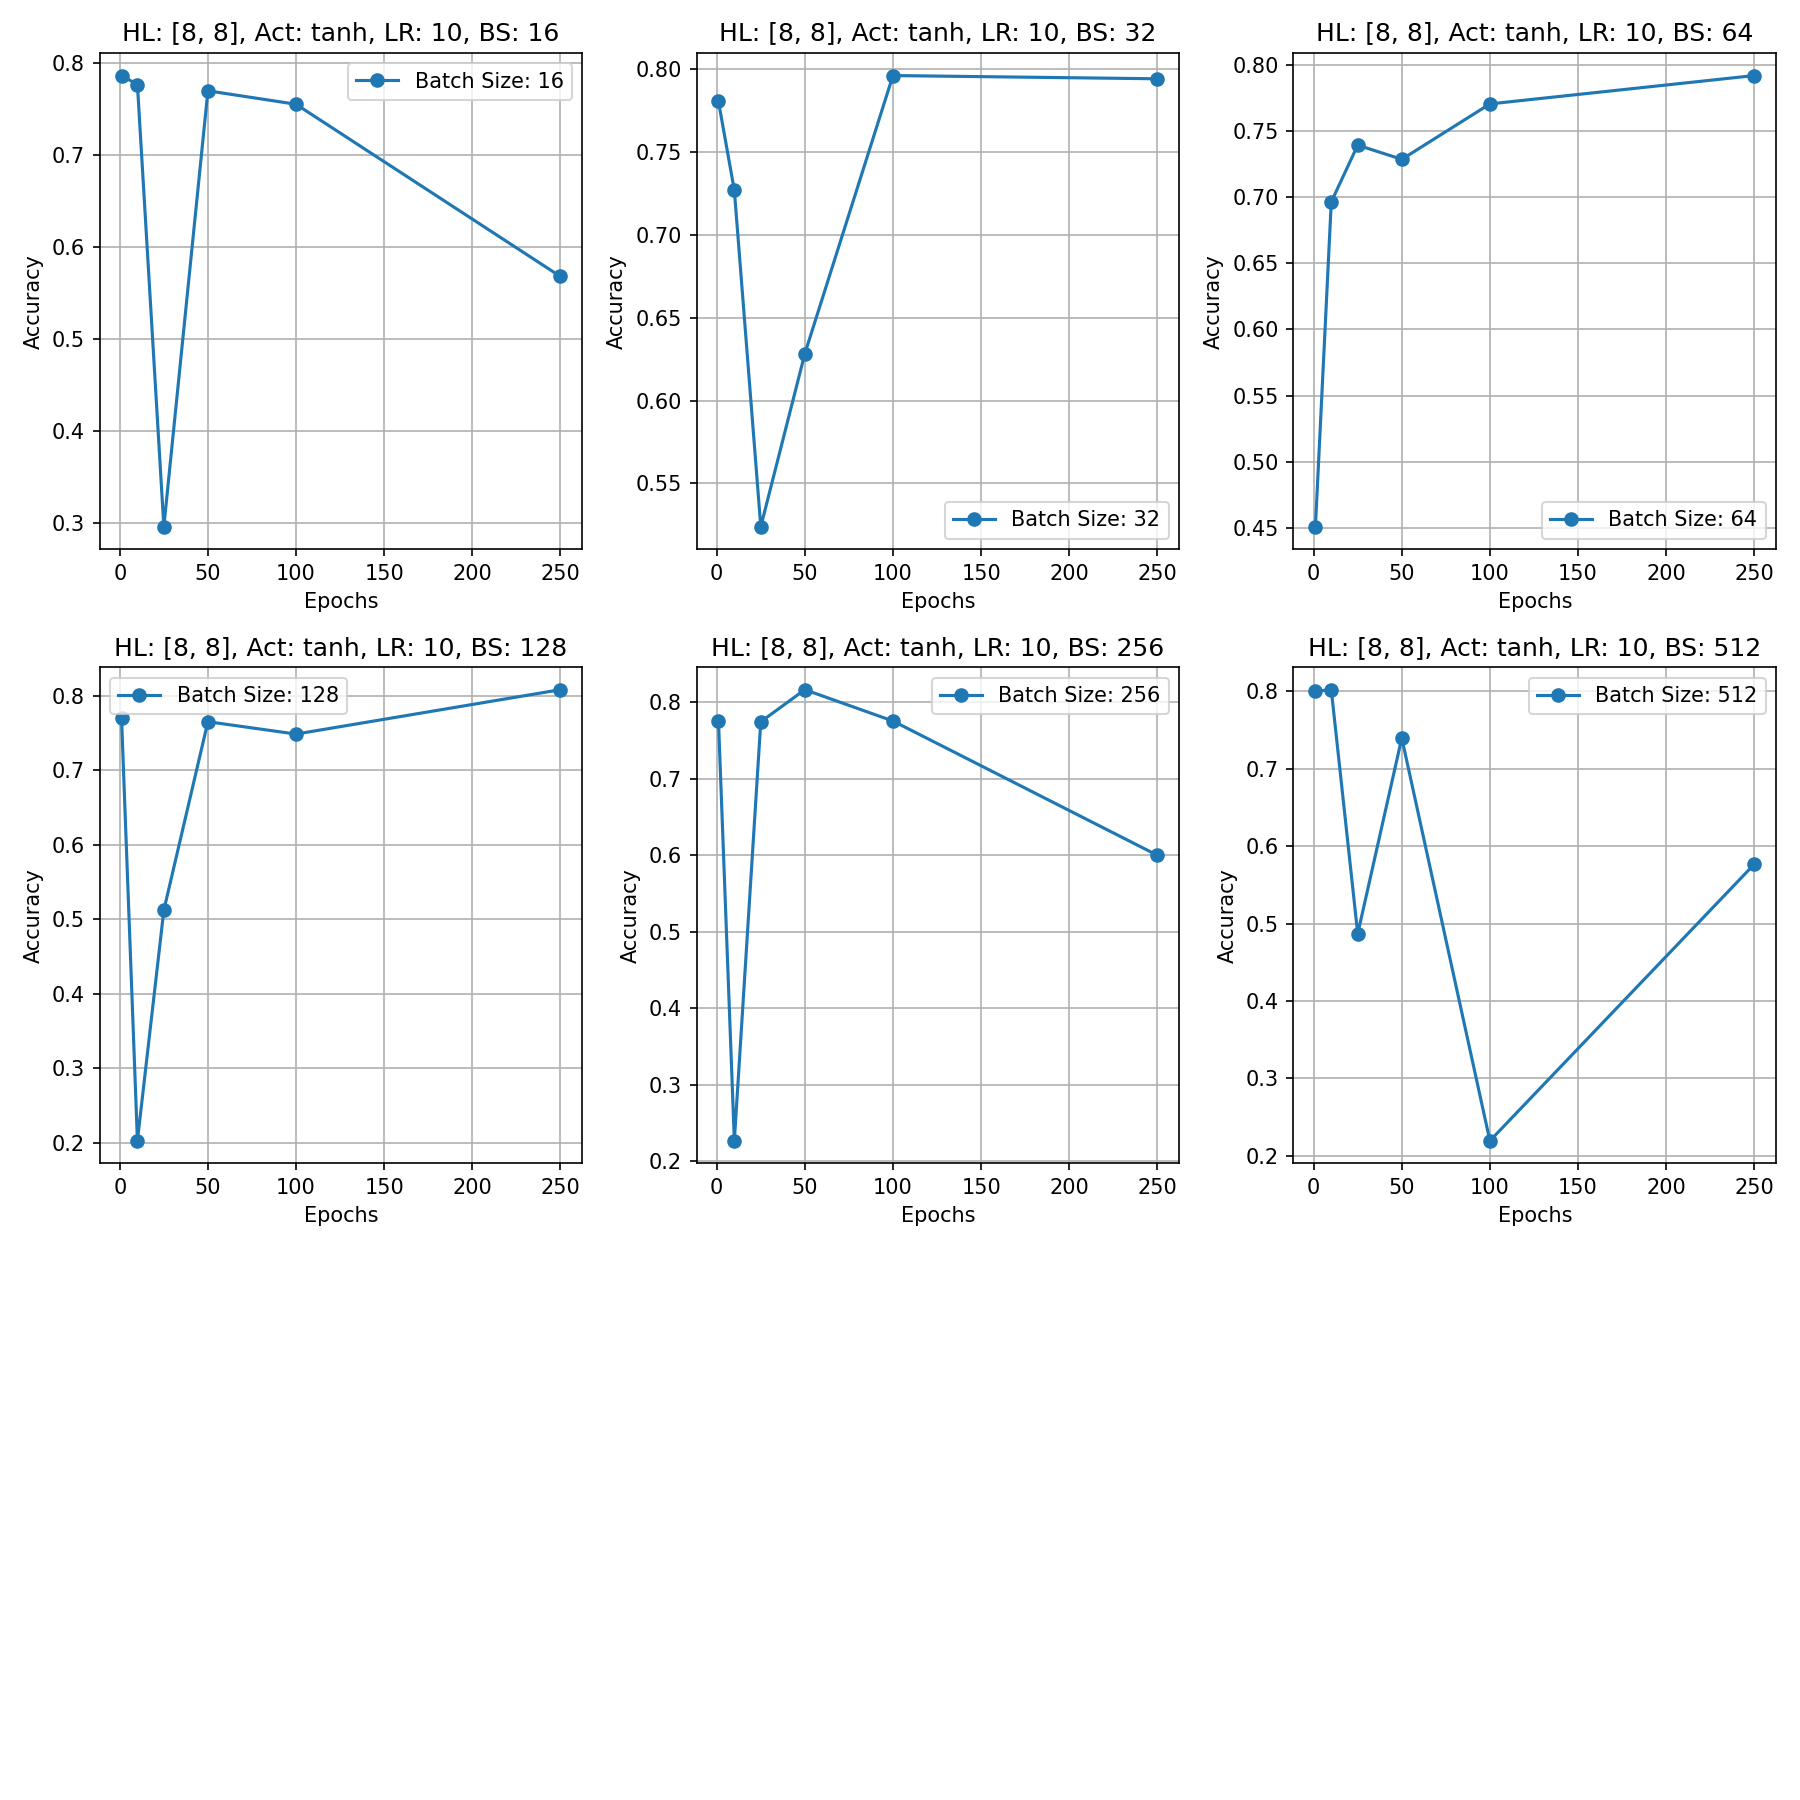 HL: [8, 8], Act: tanh, LR: 10, BS: 16
Batch Size: 16
Accuracy
0.8
0.7
0.6
0.5
0.4
0.3
0 50 100 150 200 250
Epochs
HL: [8, 8], Act: tanh, LR: 10, BS: 32
Batch Size: 32
Accuracy
0.80
0.75
0.70
0.65
0.60
0.55
0 50 100 150 200 250
Epochs
HL: [8, 8], Act: tanh, LR: 10, BS: 64
Batch Size: 64
Accuracy
0.80
0.75
0.70
0.65
0.60
0.55
0.50
0.45
0 50 100 150 200 250
Epochs
HL: [8, 8], Act: tanh, LR: 10, BS: 128
Batch Size: 128
Accuracy
0.8
0.7
0.6
0.5
0.4
0.3
0.2
0 50 100 150 200 250
Epochs
HL: [8, 8], Act: tanh, LR: 10, BS: 256
Batch Size: 256
Accuracy
0.8
0.7
0.6
0.5
0.4
0.3
0.2
0 50 100 150 200 250
Epochs
HL: [8, 8], Act: tanh, LR: 10, BS: 512
Batch Size: 512
Accuracy
0.8
0.7
0.6
0.5
0.4
0.3
0.2
0 50 100 150 200 250
Epochs